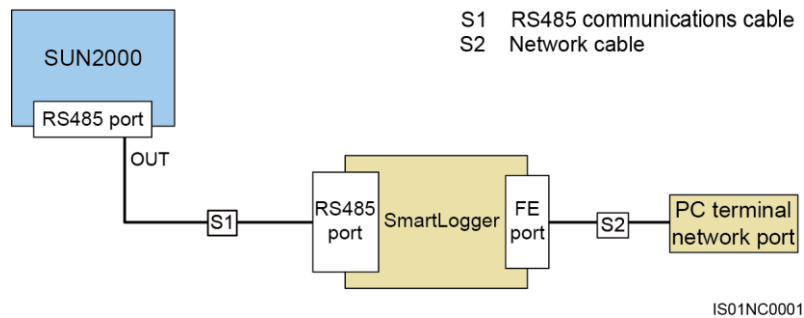 S1 RS485 communications cable
S2 Network cable
SUN2000
RS485 port
OUT
S1
RS485
port
SmartLogger
FE
port
S2
PC terminal
network port
IS01NC0001